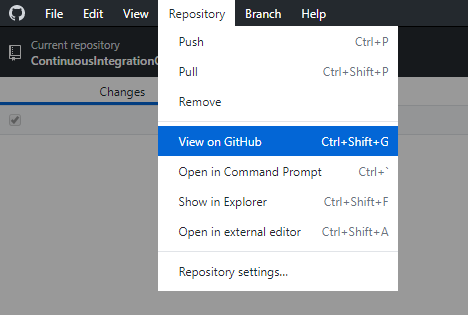 File Edit View Repository Branch Help
Current repository
Changes
Push Ctrl+P
Pull Ctrl+Shift+P
Remove
View on GitHub Ctrl+Shift+G
Open in Command Prompt Ctrl+`
Show in Explorer Ctrl+Shift+F
Open in external editor Ctrl+Shift+A
Repository settings...